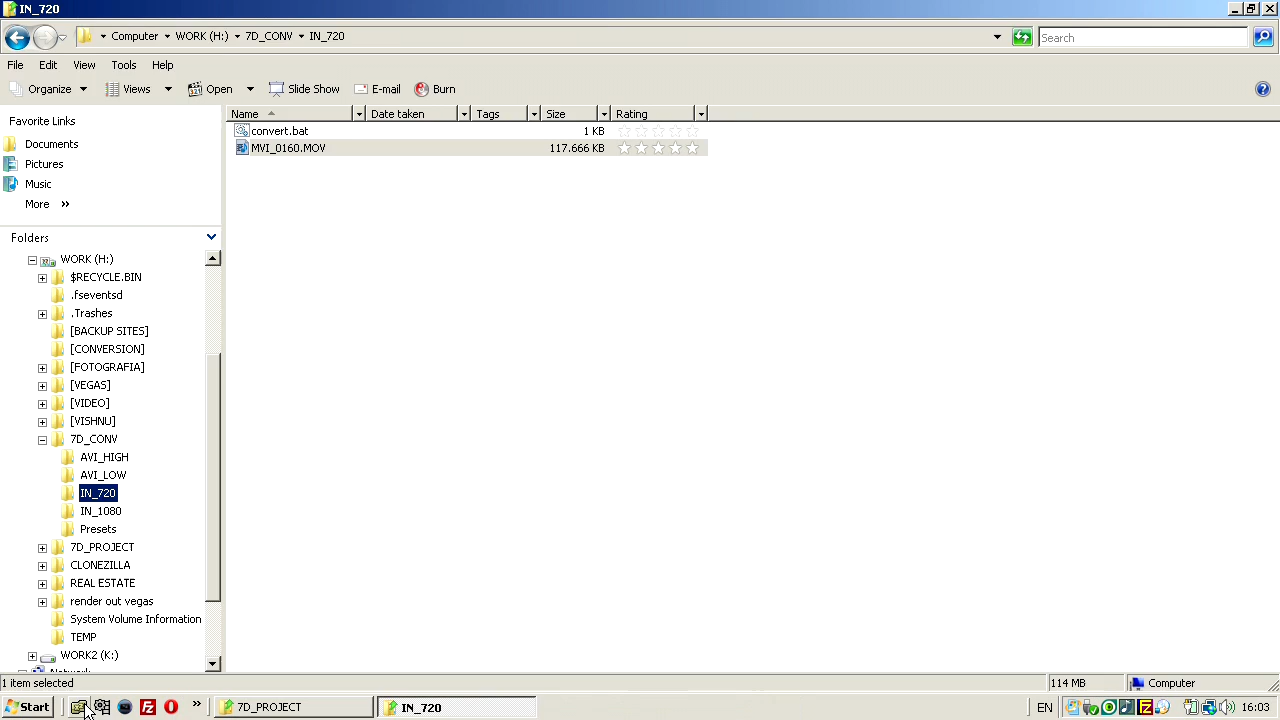 IN_720
Computer WORK (H:) 7D_CONV IN_720
Search
File Edit View Tools Help
Organize Views Open Slide Show E-mail Burn
Favorite Links
Documents
Pictures
Music
More »
Folders
Name Date taken Tags Size Rating
convert.bat 1 KB
MVI_0160.MOV 117.666 KB
WORK (H:)
$RECYCLE.BIN
.fseventsd
.Trashes
[BACKUP SITES]
[CONVERSION]
[FOTOGRAFIA]
[VEGAS]
[VIDEO]
[VISHNU]
7D_CONV
AVI_HIGH
AVI_LOW
IN_720
IN_1080
Presets
7D_PROJECT
CLONEZILLA
REAL ESTATE
render out vegas
System Volume Information
TEMP
WORK2 (K:)
Network
1 item selected 114 MB Computer
Start » 7D_PROJECT IN_720 EN 16:03